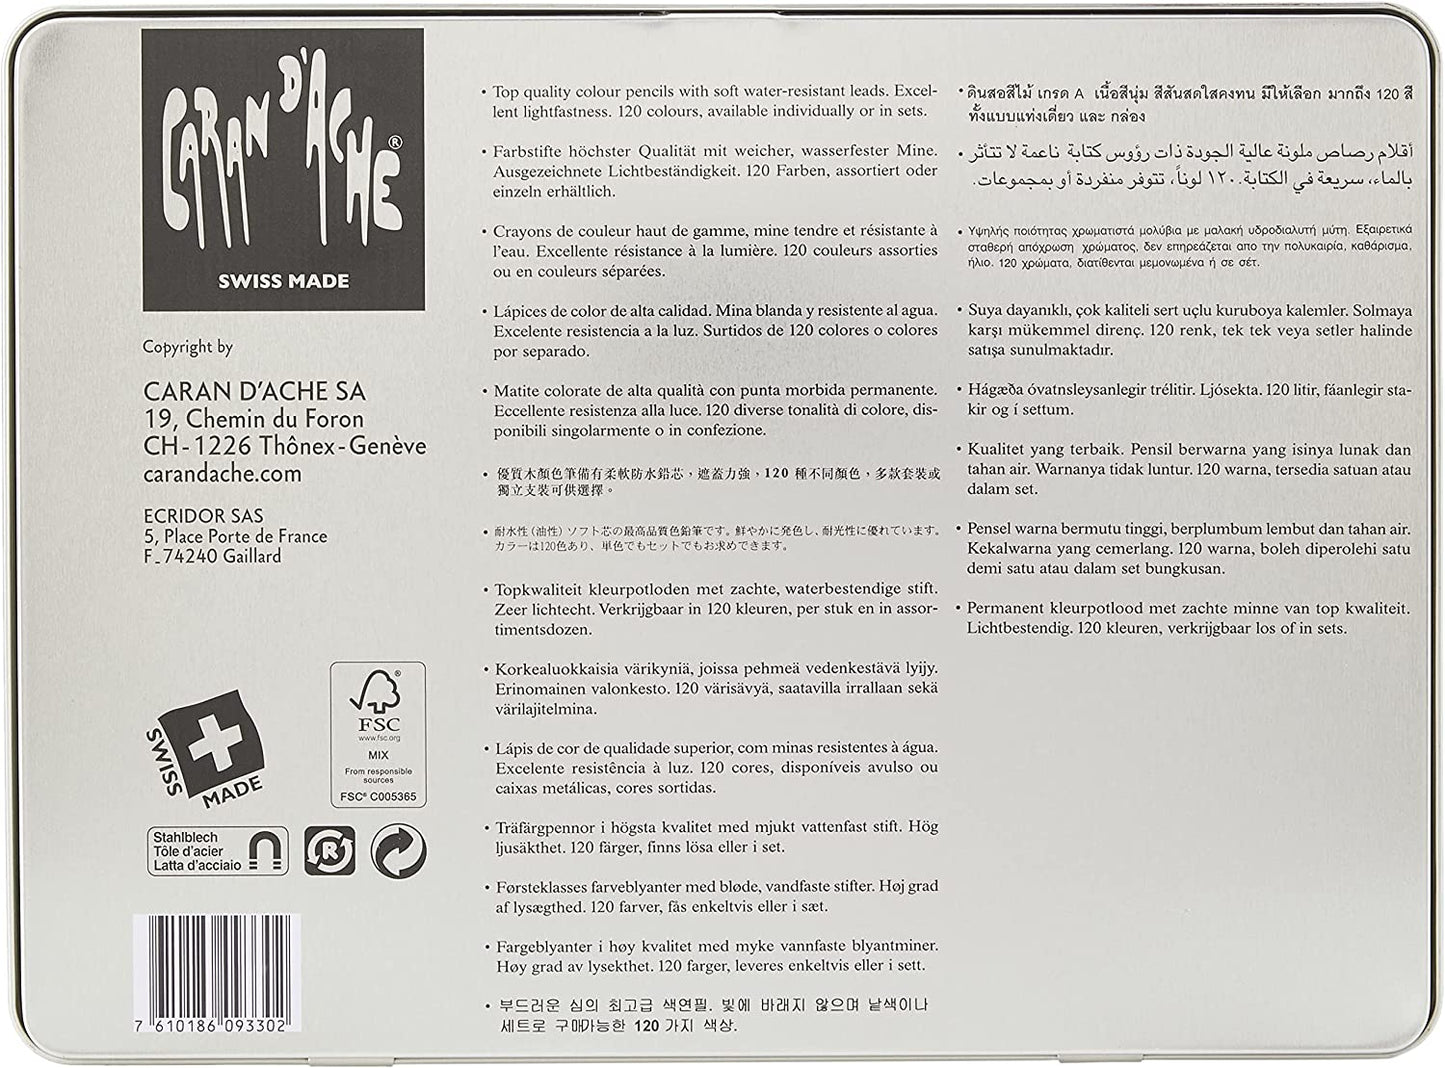 CARAN D'ACHE®
SWISS MADE
Copyright by
CARAN D'ACHE SA
19, Chemin du Foron
CH-1226 Thônex-Genève
carandache.com
ECRIDOR SAS
5, Place Porte de France
F-74240 Gaillard
SWISS
MADE
®
FSC
www.fsc.org
MIX
From responsible
sources
FSC® C005365
Stahlblech
Tôle d'acier
Latta d'acciaio
R
7 610186 093302
• Top quality colour pencils with soft water-resistant leads. Excel-
lent lightfastness. 120 colours, available individually or in sets.
• Farbstifte höchster Qualität mit weicher, wasserfester Mine.
Ausgezeichnete Lichtbeständigkeit. 120 Farben, assortiert oder
einzeln erhältlich.
• Crayons de couleur haut de gamme, mine tendre et résistante à
l'eau. Excellente résistance à la lumière. 120 couleurs assorties
ou en couleurs séparées.
• Lápices de color de alta calidad. Mina blanda y resistente al agua.
Excelente resistencia a la luz. Surtidos de 120 colores o colores
por separado.
• Matite colorate de alta qualità con punta morbida permanente.
Eccellente resistenza alla luce. 120 diverse tonalità di colore, dis-
ponibili singolarmente o in confezione.
• 優質木顏色筆備有柔軟防水鉛芯，遮蓋力強，120 種不同顏色，多款套裝或
獨立支裝可供選擇。
• 耐水性（油性）ソフト芯の最高品質色鉛筆です。鮮やかに発色し、耐光性に優れています。
カラーは120色あり、単色でもセットでもお求めできます。
• Topkwaliteit kleurpotloden met zachte, waterbestendige stift.
Zeer lichtecht. Verkrijgbaar in 120 kleuren, per stuk en in assor-
timentsdozen.
• Korkealuokkaisia värikyniä, joissa pehmeä vedenkestävä lyijy.
Erinomainen valonkesto. 120 värisävyä, saatavilla irrallaan sekä
värilajitelmina.
• Lápis de cor de qualidade superior, com minas resistentes à água.
Excelente resistência à luz. 120 cores, disponíveis avulso ou
caixas metálicas, cores sortidas.
• Träfärgpennor i högsta kvalitet med mjukt vattenfast stift. Hög
ljusäkthet. 120 färger, finns lösa eller i set.
• Førsteklasses farveblyanter med bløde, vandfaste stifter. Høj grad
af lysægthed. 120 farver, fås enkeltvis eller i sæt.
• Fargeblyanter i høy kvalitet med myke vannfaste blyantminer.
Høy grad av lysekthet. 120 farger, leveres enkeltvis eller i sett.
• 부드러운 심의 최고급 색연필. 빛에 바래지 않으며 낱색이나
세트로 구매가능한 120 가지 색상.
• ดินสอสีไม้ เกรด A เนื้อสีนุ่ม สีสันสดใสคงทน มีให้เลือก มากถึง 120 สี
ทั้งแบบแท่งเดี่ยว และ กล่อง
• أقلام رصاص ملونة عالية الجودة ذات رؤوس كتابة ناعمة لا تتأثر
بالماء، سريعة في الكتابة. ١٢٠ لوناً، تتوفر منفردة أو بمجموعات.
• Υψηλής ποιότητας χρωματιστά μολύβια με μαλακή υδροδιαλυτή μύτη. Εξαιρετικά
σταθερή απόχρωση χρώματος, δεν επηρεάζεται απο την πολυκαιρία, καθάρισμα,
ήλιο. 120 χρώματα, διατίθενται μεμονωμένα ή σε σέτ.
• Suya dayanıklı, çok kaliteli sert uçlu kuruboya kalemler. Solmaya
karşı mükemmel direnç. 120 renk, tek tek veya setler halinde
satışa sunulmaktadır.
• Hágæða óvatnsleysanlegir trélitir. Ljósekta. 120 litir, fáanlegir sta-
kir og í settum.
• Kualitet yang terbaik. Pensil berwarna yang isinya lunak dan
tahan air. Warnanya tidak luntur. 120 warna, tersedia satuan atau
dalam set.
• Pensel warna bermutu tinggi, berplumbum lembut dan tahan air.
Kekalwarna yang cemerlang. 120 warna, boleh diperolehi satu
demi satu atau dalam set bungkusan.
• Permanent kleurpotlood met zachte minne van top kwaliteit.
Lichtbestendig. 120 kleuren, verkrijgbaar los of in sets.